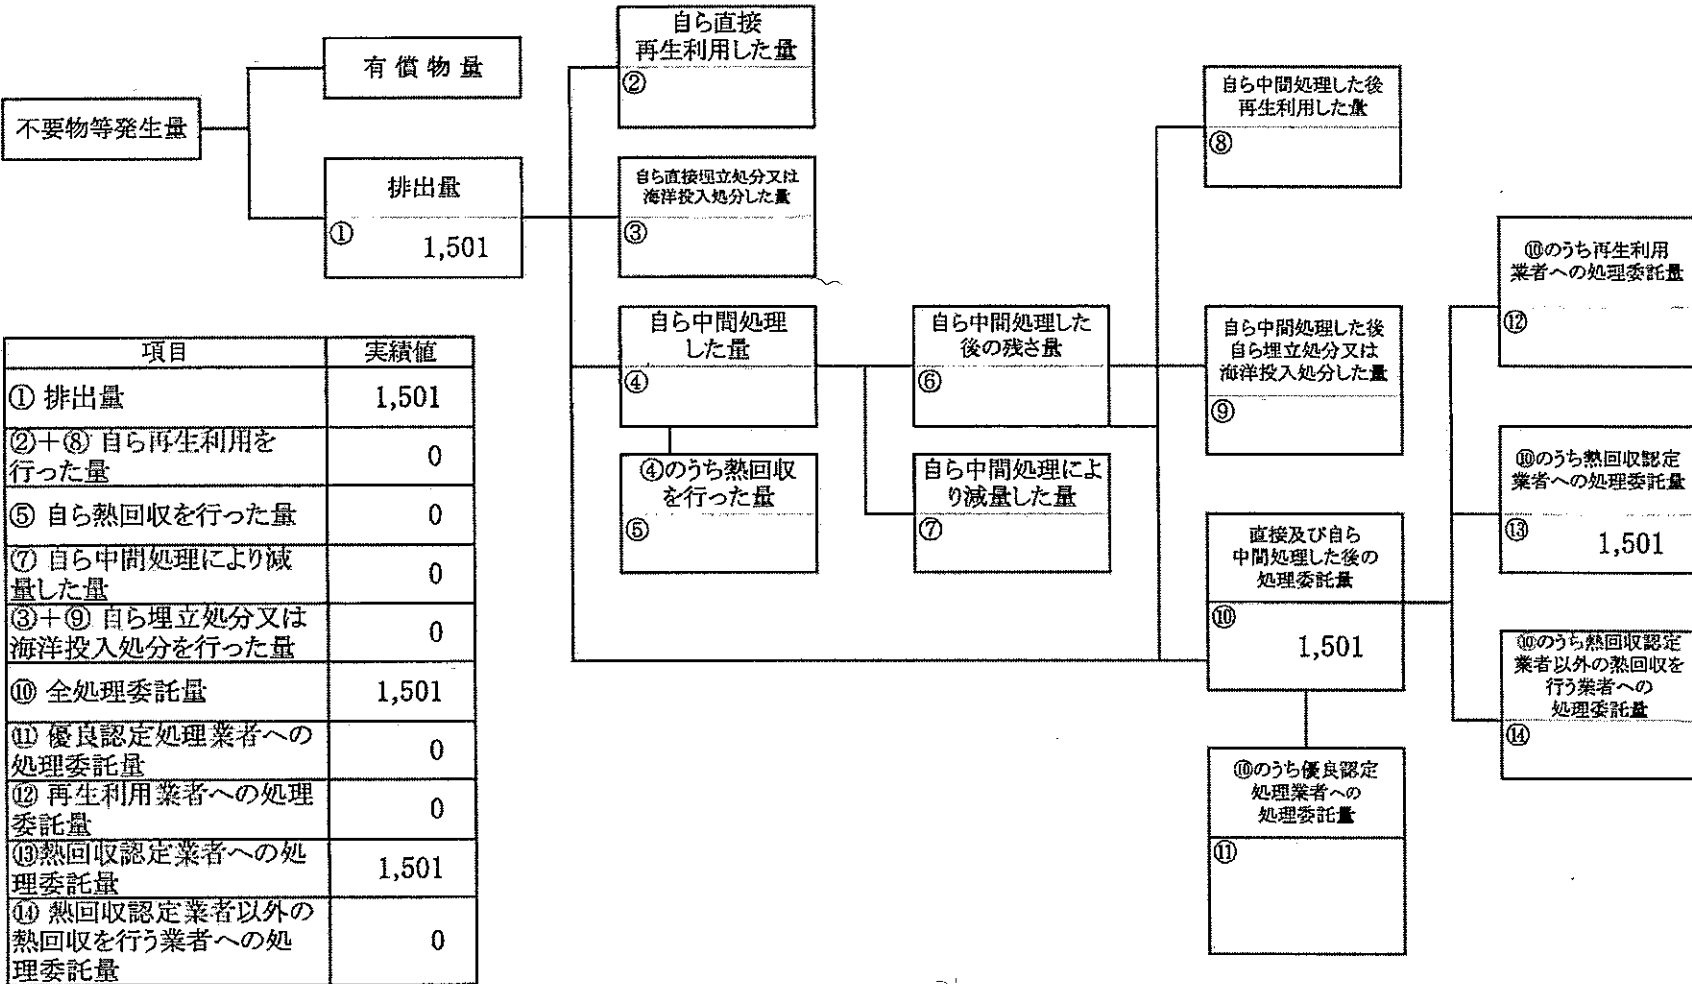 不要物等発生量
有償物量
排出量
①
1,501
自ら直接
再生利用した量
②
自ら直接埋立処分又は
海洋投入処分した量
③
自ら中間処理
した量
④
④のうち熱回収
を行った量
⑤
自ら中間処理した
後の残さ量
⑥
自ら中間処理によ
り減量した量
⑦
自ら中間処理した後
再生利用した量
⑧
自ら中間処理した後
自ら埋立処分又は
海洋投入処分した量
⑨
直接及び自ら
中間処理した後の
処理委託量
⑩
1,501
⑩のうち優良認定
処理業者への
処理委託量
⑪
⑩のうち再生利用
業者への処理委託量
⑫
⑩のうち熱回収認定
業者への処理委託量
⑬
1,501
⑩のうち熱回収認定
業者以外の熱回収を
行う業者への
処理委託量
⑭
項目 実績値
① 排出量 1,501
②+⑧ 自ら再生利用を
行った量 0
⑤ 自ら熱回収を行った量 0
⑦ 自ら中間処理により減
量した量 0
③+⑨ 自ら埋立処分又は
海洋投入処分を行った量 0
⑩ 全処理委託量 1,501
⑪ 優良認定処理業者への
処理委託量 0
⑫ 再生利用業者への処理
委託量 0
⑬熱回収認定業者への処
理委託量 1,501
⑭ 熱回収認定業者以外の
熱回収を行う業者への処
理委託量 0